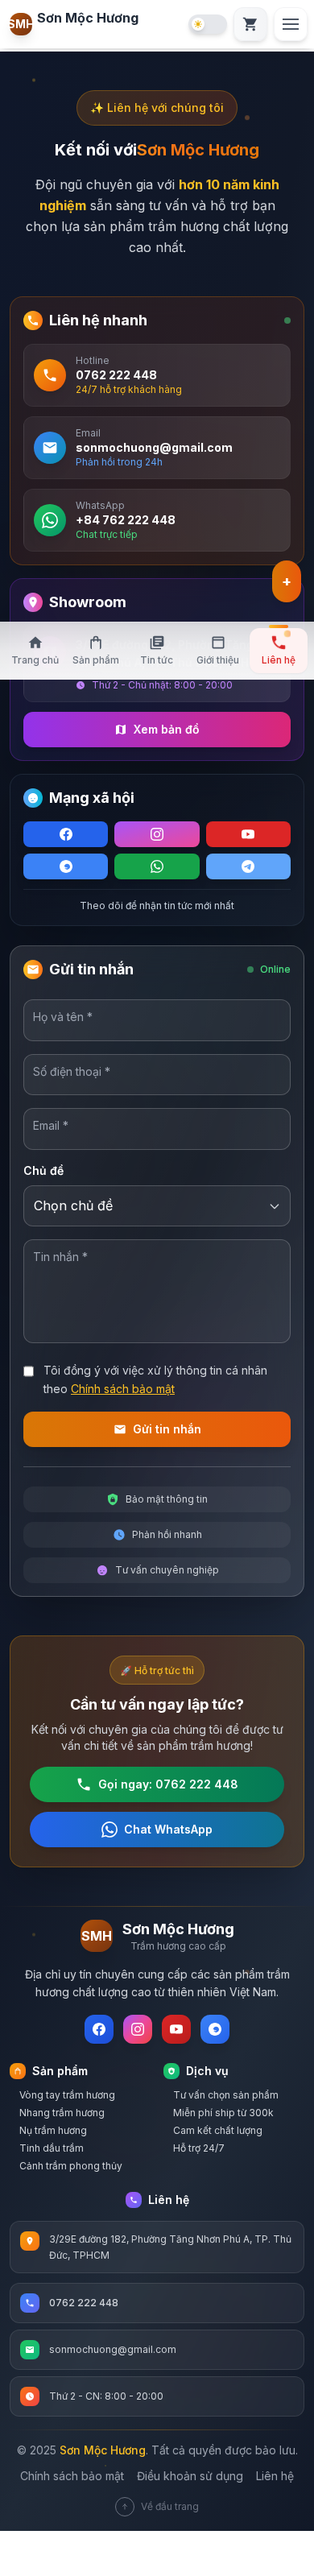 SMH Sơn Mộc Hương
✨ Liên hệ với chúng tôi
Kết nối vớiSơn Mộc Hương
Đội ngũ chuyên gia với hơn 10 năm kinh
nghiệm sẵn sàng tư vấn và hỗ trợ bạn
chọn lựa sản phẩm trầm hương chất lượng
cao nhất.
Liên hệ nhanh
Hotline
0762 222 448
24/7 hỗ trợ khách hàng
Email
sonmochuong@gmail.com
Phản hồi trong 24h
WhatsApp
+84 762 222 448
Chat trực tiếp
+
Showroom
Trang chủ Sản phẩm Tin tức Giới thiệu Liên hệ
Thứ 2 - Chủ nhật: 8:00 - 20:00
Xem bản đồ
Mạng xã hội
Theo dõi để nhận tin tức mới nhất
Gửi tin nhắn Online
Họ và tên *
Số điện thoại *
Email *
Chủ đề
Chọn chủ đề
Tin nhắn *
Tôi đồng ý với việc xử lý thông tin cá nhân
theo Chính sách bảo mật
Gửi tin nhắn
Bảo mật thông tin
Phản hồi nhanh
Tư vấn chuyên nghiệp
🚀 Hỗ trợ tức thì
Cần tư vấn ngay lập tức?
Kết nối với chuyên gia của chúng tôi để được tư
vấn chi tiết về sản phẩm trầm hương!
Gọi ngay: 0762 222 448
Chat WhatsApp
SMH Sơn Mộc Hương
Trầm hương cao cấp
Địa chỉ uy tín chuyên cung cấp các sản phẩm trầm
hương chất lượng cao từ thiên nhiên Việt Nam.
Sản phẩm
Vòng tay trầm hương
Nhang trầm hương
Nụ trầm hương
Tinh dầu trầm
Cảnh trầm phong thủy
Dịch vụ
Tư vấn chọn sản phẩm
Miễn phí ship từ 300k
Cam kết chất lượng
Hỗ trợ 24/7
Liên hệ
3/29E đường 182, Phường Tăng Nhơn Phú A, TP. Thủ
Đức, TPHCM
0762 222 448
sonmochuong@gmail.com
Thứ 2 - CN: 8:00 - 20:00
© 2025 Sơn Mộc Hương. Tất cả quyền được bảo lưu.
Chính sách bảo mật Điều khoản sử dụng Liên hệ
Về đầu trang